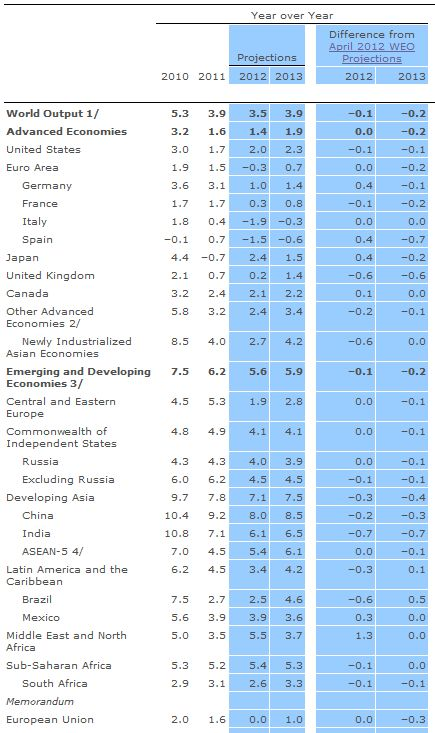 Year over Year
Difference from
April 2012 WEO
Projections Projections
2010 2011 2012 2013 2012 2013
World Output 1/ 5.3 3.9 3.5 3.9 −0.1 −0.2
Advanced Economies 3.2 1.6 1.4 1.9 0.0 −0.2
United States 3.0 1.7 2.0 2.3 −0.1 −0.1
Euro Area 1.9 1.5 −0.3 0.7 0.0 −0.2
Germany 3.6 3.1 1.0 1.4 0.4 −0.1
France 1.7 1.7 0.3 0.8 −0.1 −0.2
Italy 1.8 0.4 −1.9 −0.3 0.0 0.0
Spain −0.1 0.7 −1.5 −0.6 0.4 −0.7
Japan 4.4 −0.7 2.4 1.5 0.4 −0.2
United Kingdom 2.1 0.7 0.2 1.4 −0.6 −0.6
Canada 3.2 2.4 2.1 2.2 0.1 0.0
Other Advanced 5.8 3.2 2.4 3.4 −0.2 −0.1
Economies 2/
Newly Industrialized 8.5 4.0 2.7 4.2 −0.6 0.0
Asian Economies
Emerging and Developing 7.5 6.2 5.6 5.9 −0.1 −0.2
Economies 3/
Central and Eastern 4.5 5.3 1.9 2.8 0.0 −0.1
Europe
Commonwealth of 4.8 4.9 4.1 4.1 0.0 −0.1
Independent States
Russia 4.3 4.3 4.0 3.9 0.0 −0.1
Excluding Russia 6.0 6.2 4.5 4.5 −0.1 −0.1
Developing Asia 9.7 7.8 7.1 7.5 −0.3 −0.4
China 10.4 9.2 8.0 8.5 −0.2 −0.3
India 10.8 7.1 6.1 6.5 −0.7 −0.7
ASEAN-5 4/ 7.0 4.5 5.4 6.1 0.0 −0.1
Latin America and the 6.2 4.5 3.4 4.2 −0.3 0.1
Caribbean
Brazil 7.5 2.7 2.5 4.6 −0.6 0.5
Mexico 5.6 3.9 3.9 3.6 0.3 0.0
Middle East and North 5.0 3.5 5.5 3.7 1.3 0.0
Africa
Sub-Saharan Africa 5.3 5.2 5.4 5.3 −0.1 0.0
South Africa 2.9 3.1 2.6 3.3 −0.1 −0.1
Memorandum
European Union 2.0 1.6 0.0 1.0 0.0 −0.3